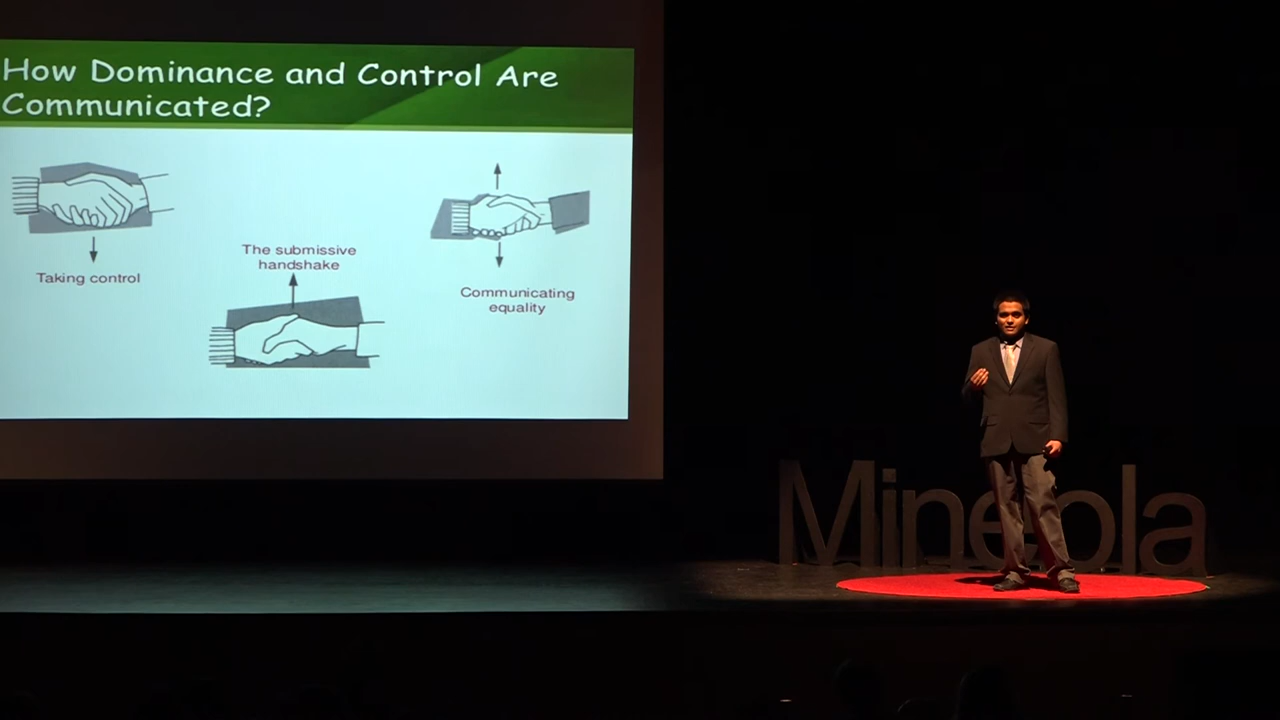 How Dominance and Control Are
Communicated?
Taking control
The submissive
handshake
Communicating
equality
Mineola